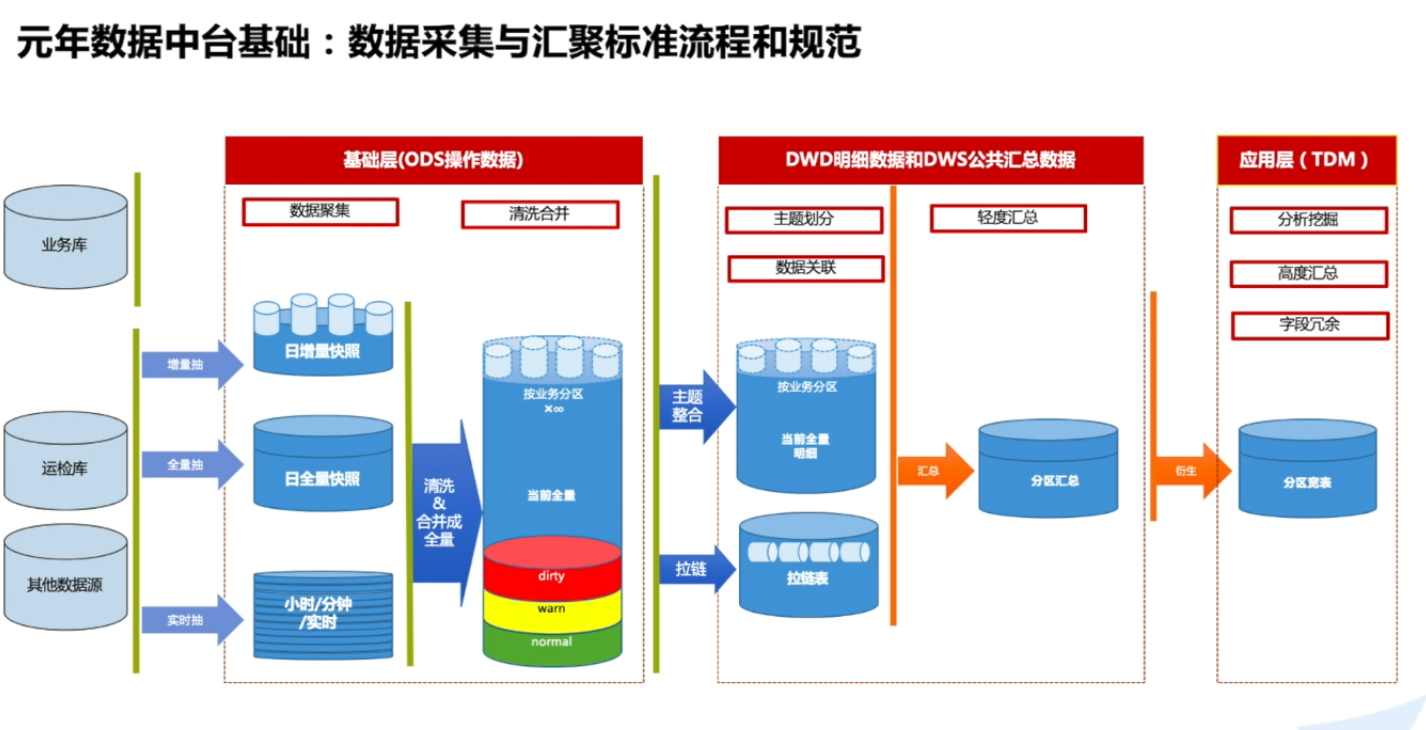 元年数据中台基础：数据采集与汇聚标准流程和规范
业务库
运检库
其他数据源
增量抽
全量抽
实时抽
基础层(ODS操作数据)
数据聚集
清洗合并
日增量快照
日全量快照
小时/分钟
/实时
清洗
&
合并成
全量
按业务分区
×∞
当前全量
dirty
warn
normal
主题
整合
拉链
DWD明细数据和DWS公共汇总数据
主题划分
数据关联
轻度汇总
按业务分区
当前全量
明细
拉链表
汇总
分区汇总
衍生
应用层（TDM）
分析挖掘
高度汇总
字段冗余
分区宽表